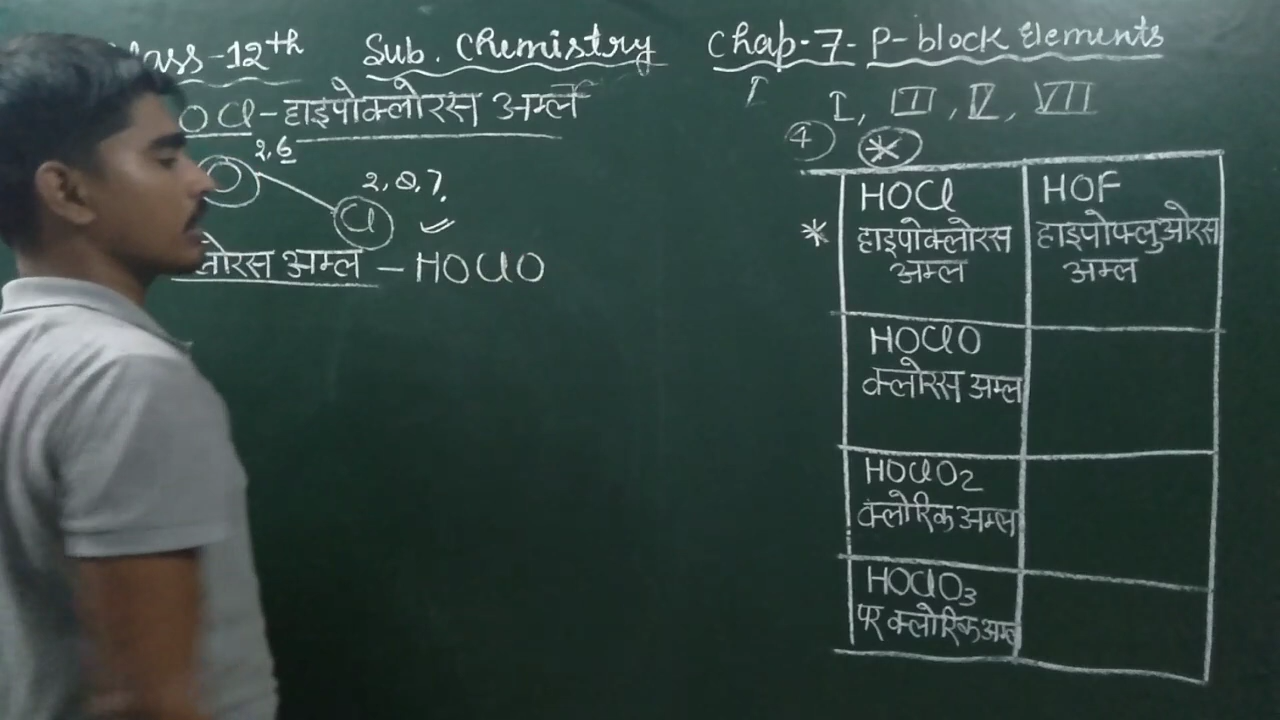 lass-12th Sub. Chemistry Chap-7- P-block Elements
OCl-हाइपोक्लोरस अम्ल
I, III, V, VII
4 *
O 2,6
Cl 2,8,7.
लोरस अम्ल - HOClO
* HOCl
हाइपोक्लोरस
अम्ल
HOF
हाइपोफ्लुओरस
अम्ल
HOClO
क्लोरस अम्ल
HOClO2
क्लोरिक अम्ल
HOClO3
पर क्लोरिक अम्ल